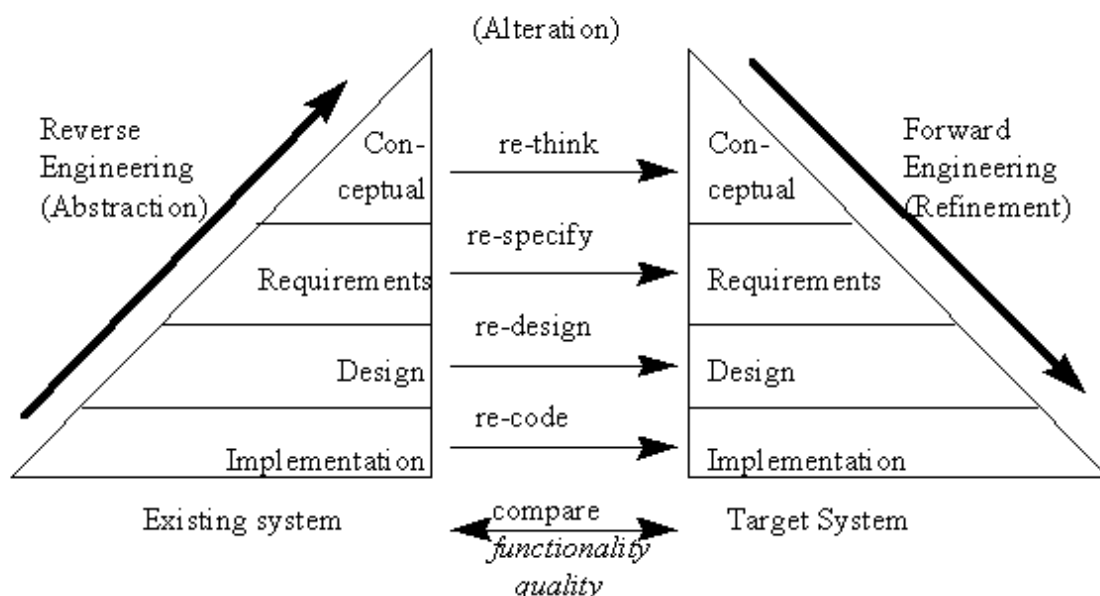 (Alteration)
Reverse
Engineering
(Abstraction)
Con-
ceptual
re-think
Con-
ceptual
Forward
Engineering
(Refinement)
re-specify
Requirements
Requirements
re-design
Design
Design
re-code
Implementation
Implementation
Existing system
compare
functionality
quality
Target System